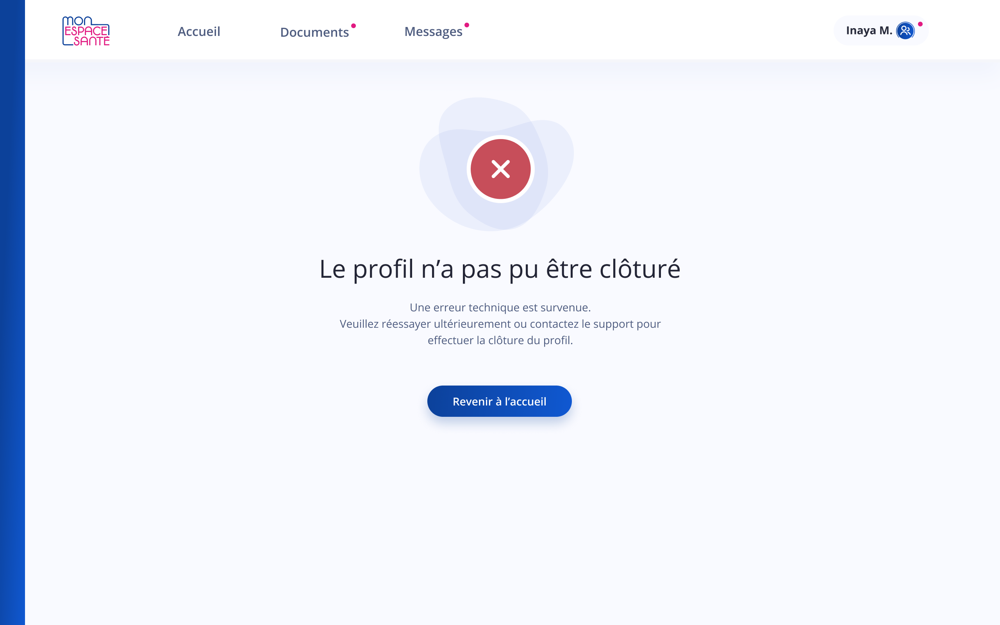 mon
ESPACE
SANTÉ
Accueil
Documents
Messages
Inaya M.
Le profil n’a pas pu être clôturé
Une erreur technique est survenue.
Veuillez réessayer ultérieurement ou contactez le support pour
effectuer la clôture du profil.
Revenir à l’accueil